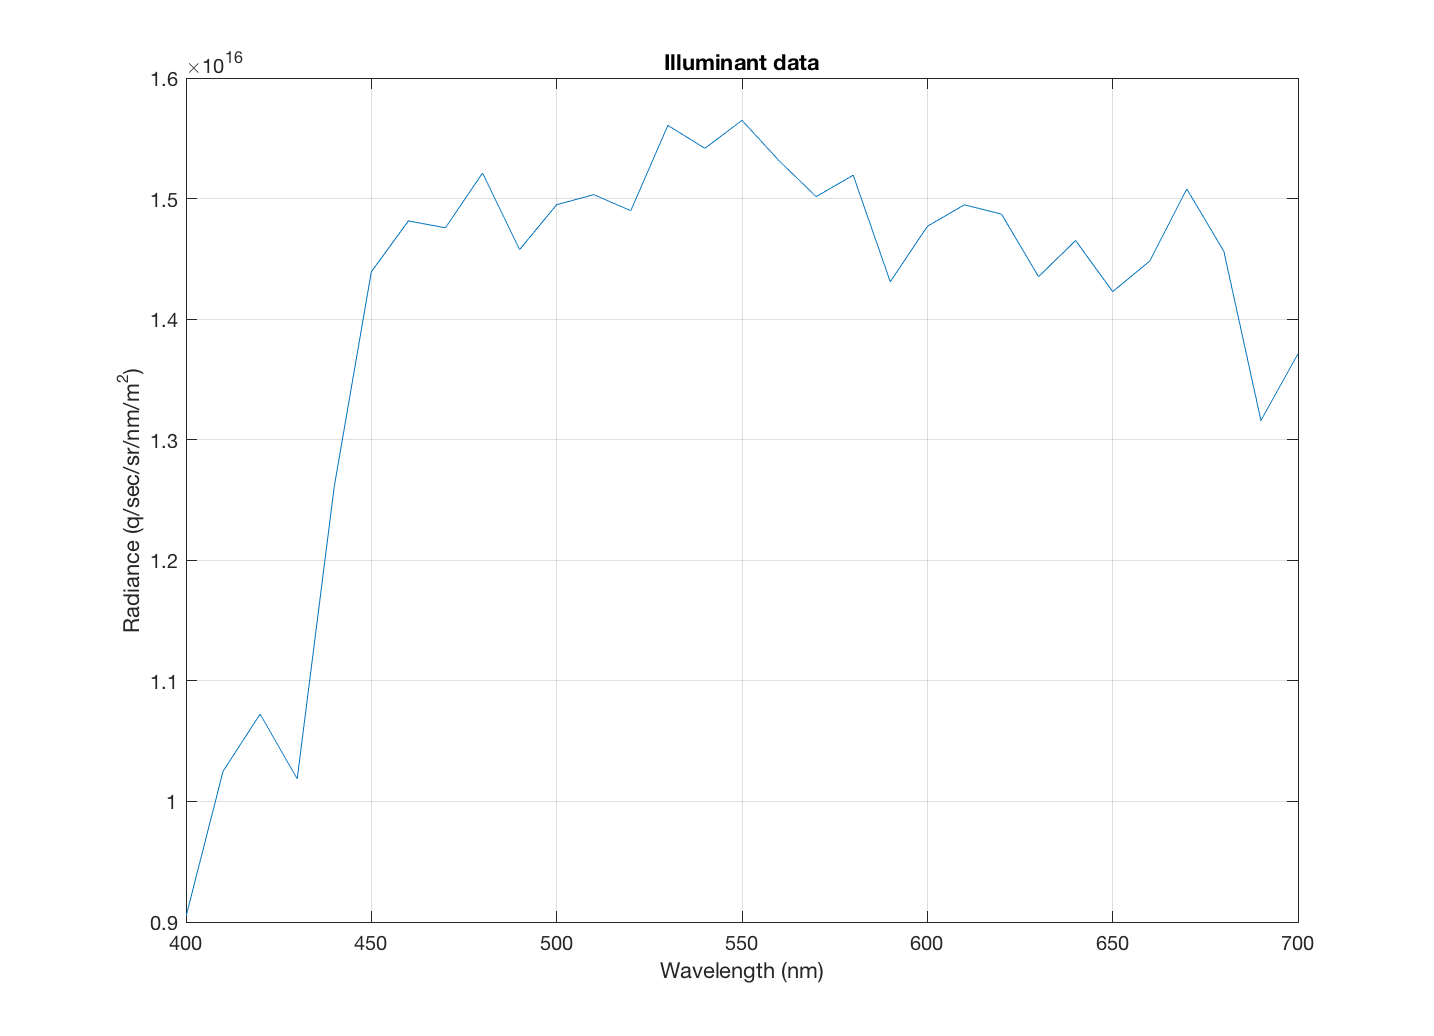 Illuminant data
×10^16
1.6
1.5
1.4
1.3
1.2
1.1
1
0.9
Radiance (q/sec/sr/nm/m^2)
400 450 500 550 600 650 700
Wavelength (nm)